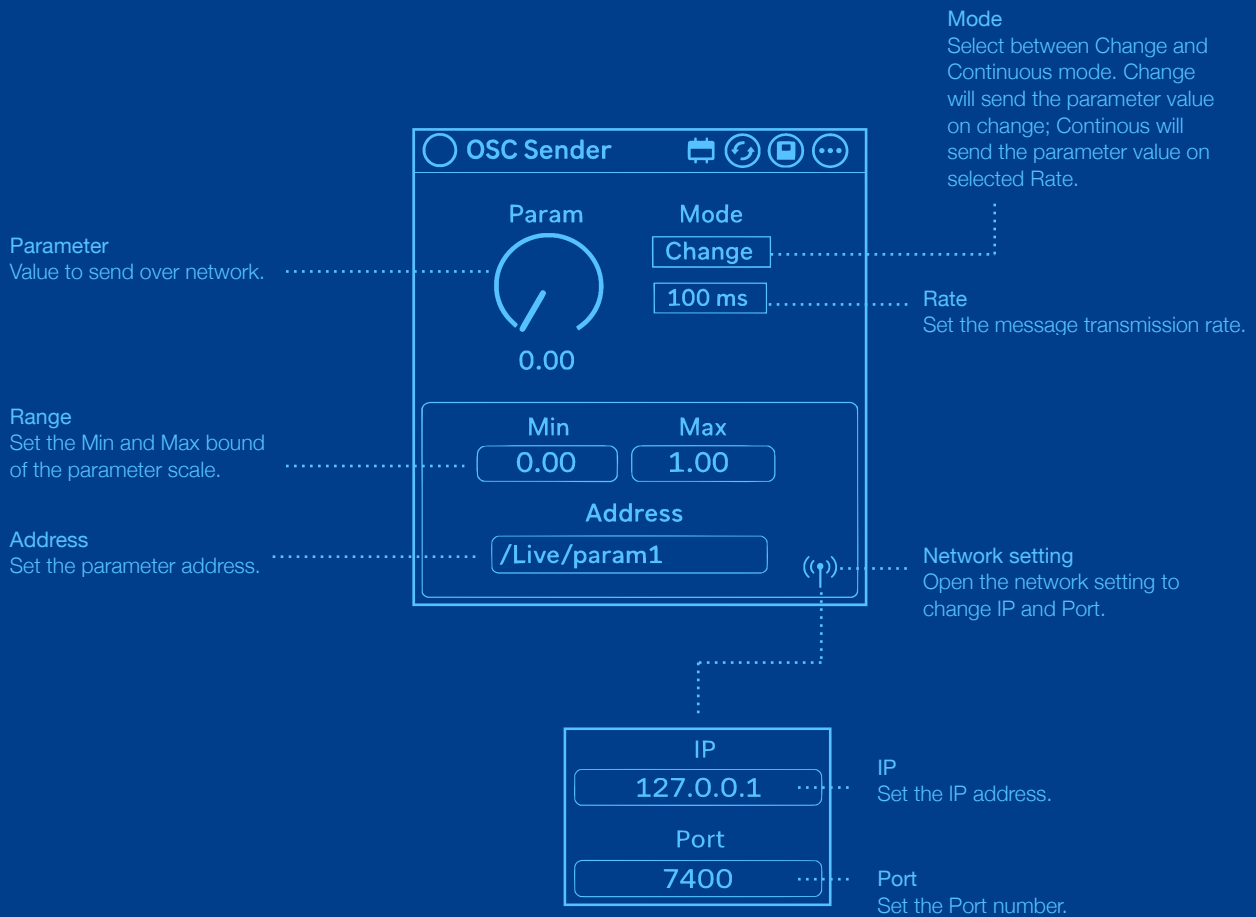 Mode
Select between Change and
Continuous mode. Change
will send the parameter value
on change; Continous will
send the parameter value on
selected Rate.
OSC Sender
Param
Mode
Change
100 ms
0.00
Parameter
Value to send over network.
Rate
Set the message transmission rate.
Range
Set the Min and Max bound
of the parameter scale.
Min
Max
0.00
1.00
Address
/Live/param1
Address
Set the parameter address.
Network setting
Open the network setting to
change IP and Port.
IP
127.0.0.1
IP
Set the IP address.
Port
7400
Port
Set the Port number.